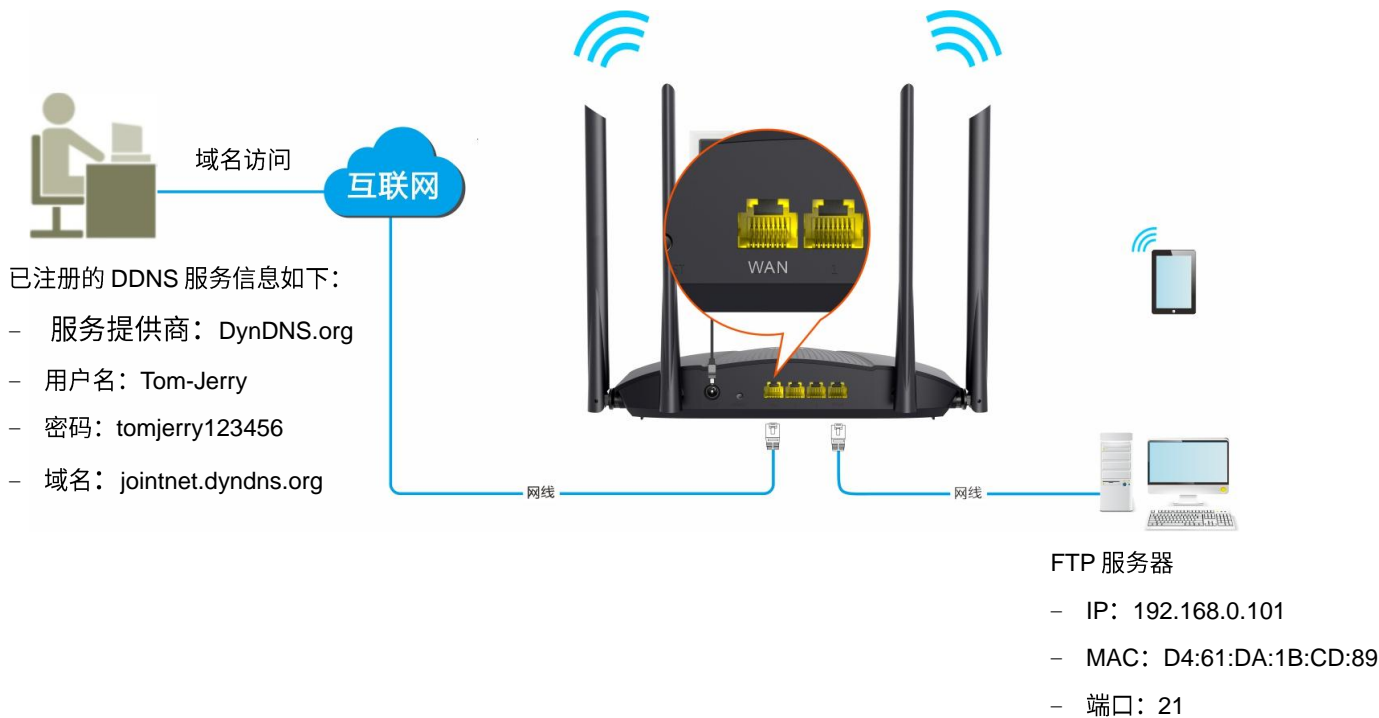 域名访问
互联网
WAN
1
已注册的 DDNS 服务信息如下：
– 服务提供商：DynDNS.org
– 用户名：Tom-Jerry
– 密码：tomjerry123456
– 域名：jointnet.dyndns.org
网线
网线
FTP 服务器
– IP：192.168.0.101
– MAC：D4:61:DA:1B:CD:89
– 端口：21